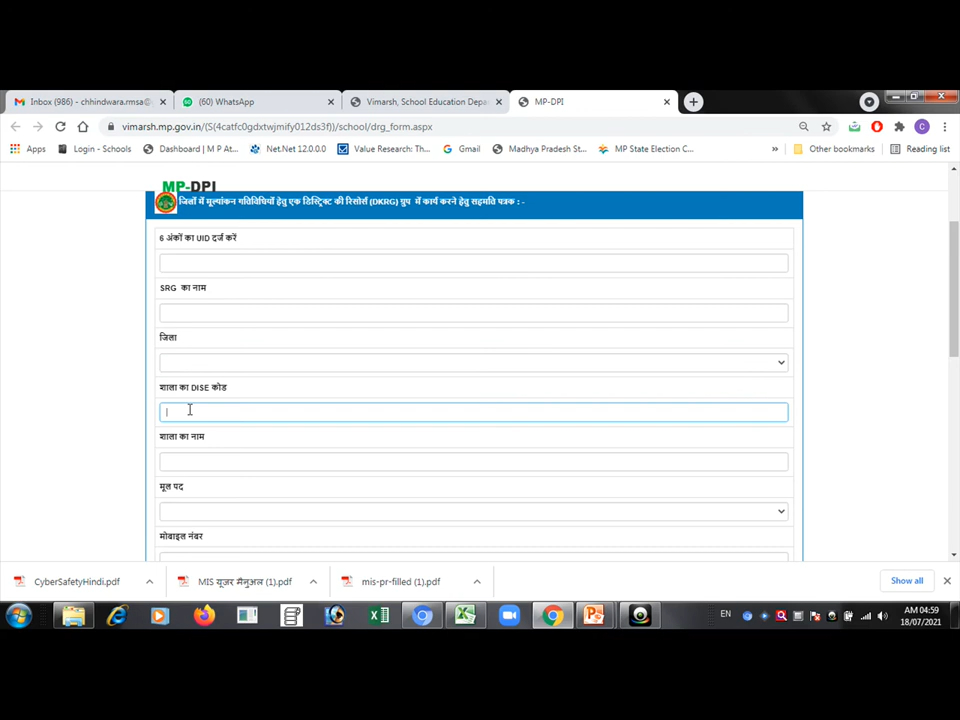 Inbox (986) - chhindwara.rmsa@
(60) WhatsApp
Vimarsh, School Education Depa
MP-DPI
vimarsh.mp.gov.in/(S(4catfc0gdxtwjmify012ds3f))/school/drg_form.aspx
C
Apps
Login - Schools
Dashboard | M P At...
Net.Net 12.0.0.0
Value Research: Th...
Gmail
Madhya Pradesh St...
MP State Election C...
»
Other bookmarks
Reading list
MP-DPI
जिलों में मूल्यांकन गतिविधियों हेतु एक डिस्ट्रिक्ट की रिसोर्स (DKRG) ग्रुप में कार्य करने हेतु सहमति पत्रक : -
6 अंकों का UID दर्ज करें
SRG का नाम
जिला
शाला का DISE कोड
शाला का नाम
मूल पद
मोबाइल नंबर
CyberSafetyHindi.pdf
MIS यूजर मैनुअल (1).pdf
mis-pr-filled (1).pdf
Show all
EN
AM 04:59
18/07/2021